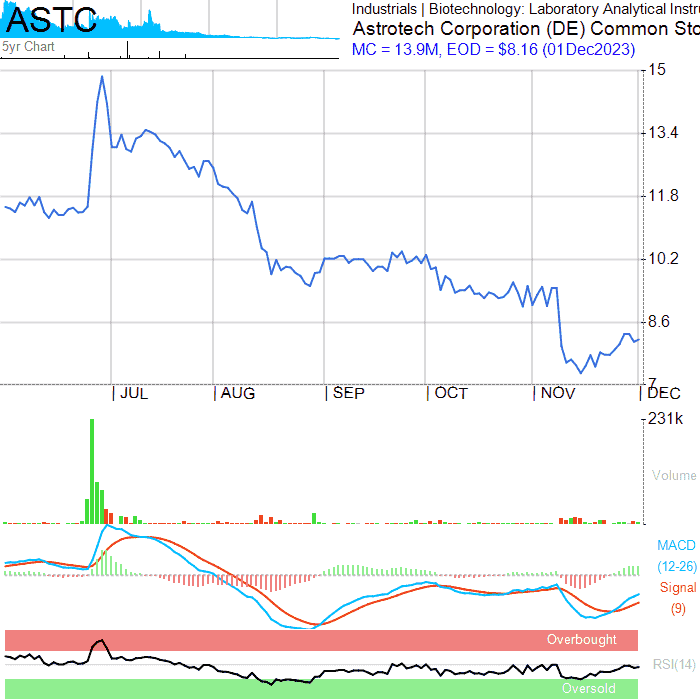 ASTC
5yr Chart
Industrials | Biotechnology: Laboratory Analytical Instru
Astrotech Corporation (DE) Common Sto
MC = 13.9M, EOD = $8.16 (01Dec2023)
15
13.4
11.8
10.2
8.6
7
JUL
AUG
SEP
OCT
NOV
DEC
231k
Volume
MACD
(12-26)
Signal
(9)
Overbought
RSI(14)
Oversold